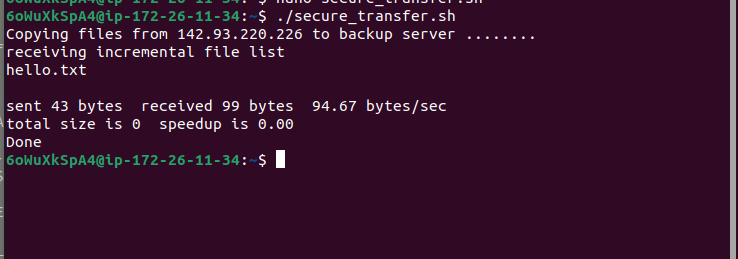 6oWuXkSpA4@ip-172-26-11-34:~$ nano secure_transfer.sh
6oWuXkSpA4@ip-172-26-11-34:~$ ./secure_transfer.sh
Copying files from 142.93.220.226 to backup server ........
receiving incremental file list
hello.txt
sent 43 bytes  received 99 bytes  94.67 bytes/sec
total size is 0  speedup is 0.00
Done
6oWuXkSpA4@ip-172-26-11-34:~$